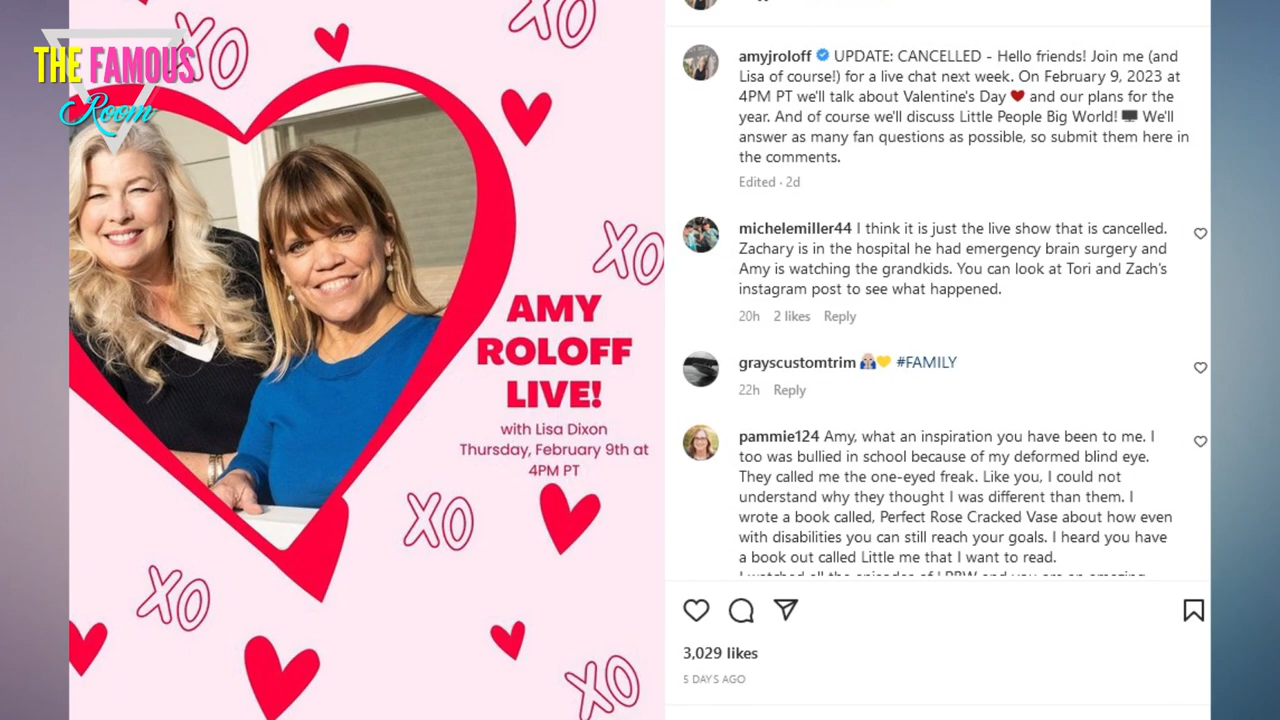 THE FAMOUS
Room
XO
XO
XO
AMY
ROLOFF
LIVE!
with Lisa Dixon
Thursday, February 9th at
4PM PT
XO
XO
XO
amyjroloff UPDATE: CANCELLED - Hello friends! Join me (and
Lisa of course!) for a live chat next week. On February 9, 2023 at
4PM PT we'll talk about Valentine's Day ❤️ and our plans for the
year. And of course we'll discuss Little People Big World! 🖥️ We'll
answer as many fan questions as possible, so submit them here in
the comments.
Edited · 2d
michelemiller44 I think it is just the live show that is cancelled.
Zachary is in the hospital he had emergency brain surgery and
Amy is watching the grandkids. You can look at Tori and Zach's
instagram post to see what happened.
20h 2 likes Reply
grayscustomtrim 💛 #FAMILY
22h Reply
pammie124 Amy, what an inspiration you have been to me. I
too was bullied in school because of my deformed blind eye.
They called me the one-eyed freak. Like you, I could not
understand why they thought I was different than them. I
wrote a book called, Perfect Rose Cracked Vase about how even
with disabilities you can still reach your goals. I heard you have
a book out called Little me that I want to read.
3,029 likes
5 DAYS AGO